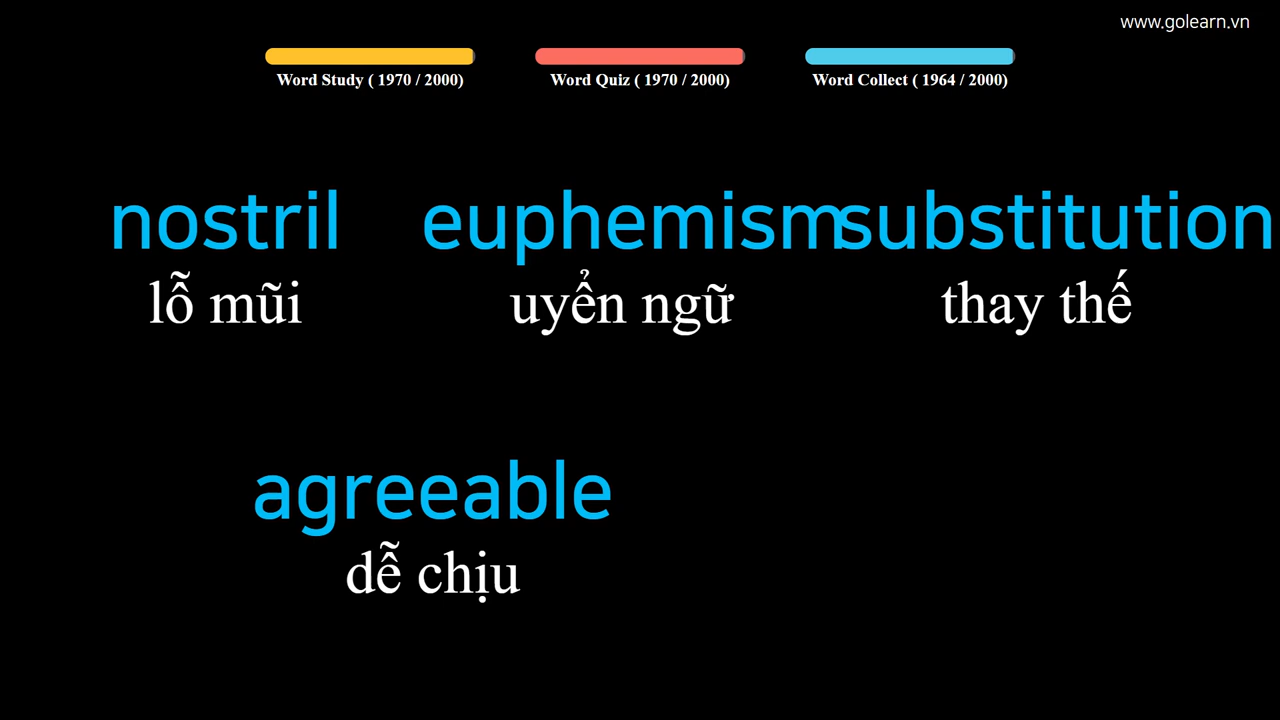 www.golearn.vn
Word Study ( 1970 / 2000) Word Quiz ( 1970 / 2000) Word Collect ( 1964 / 2000)
nostril euphemism substitution
lỗ mũi uyển ngữ thay thế
agreeable
dễ chịu